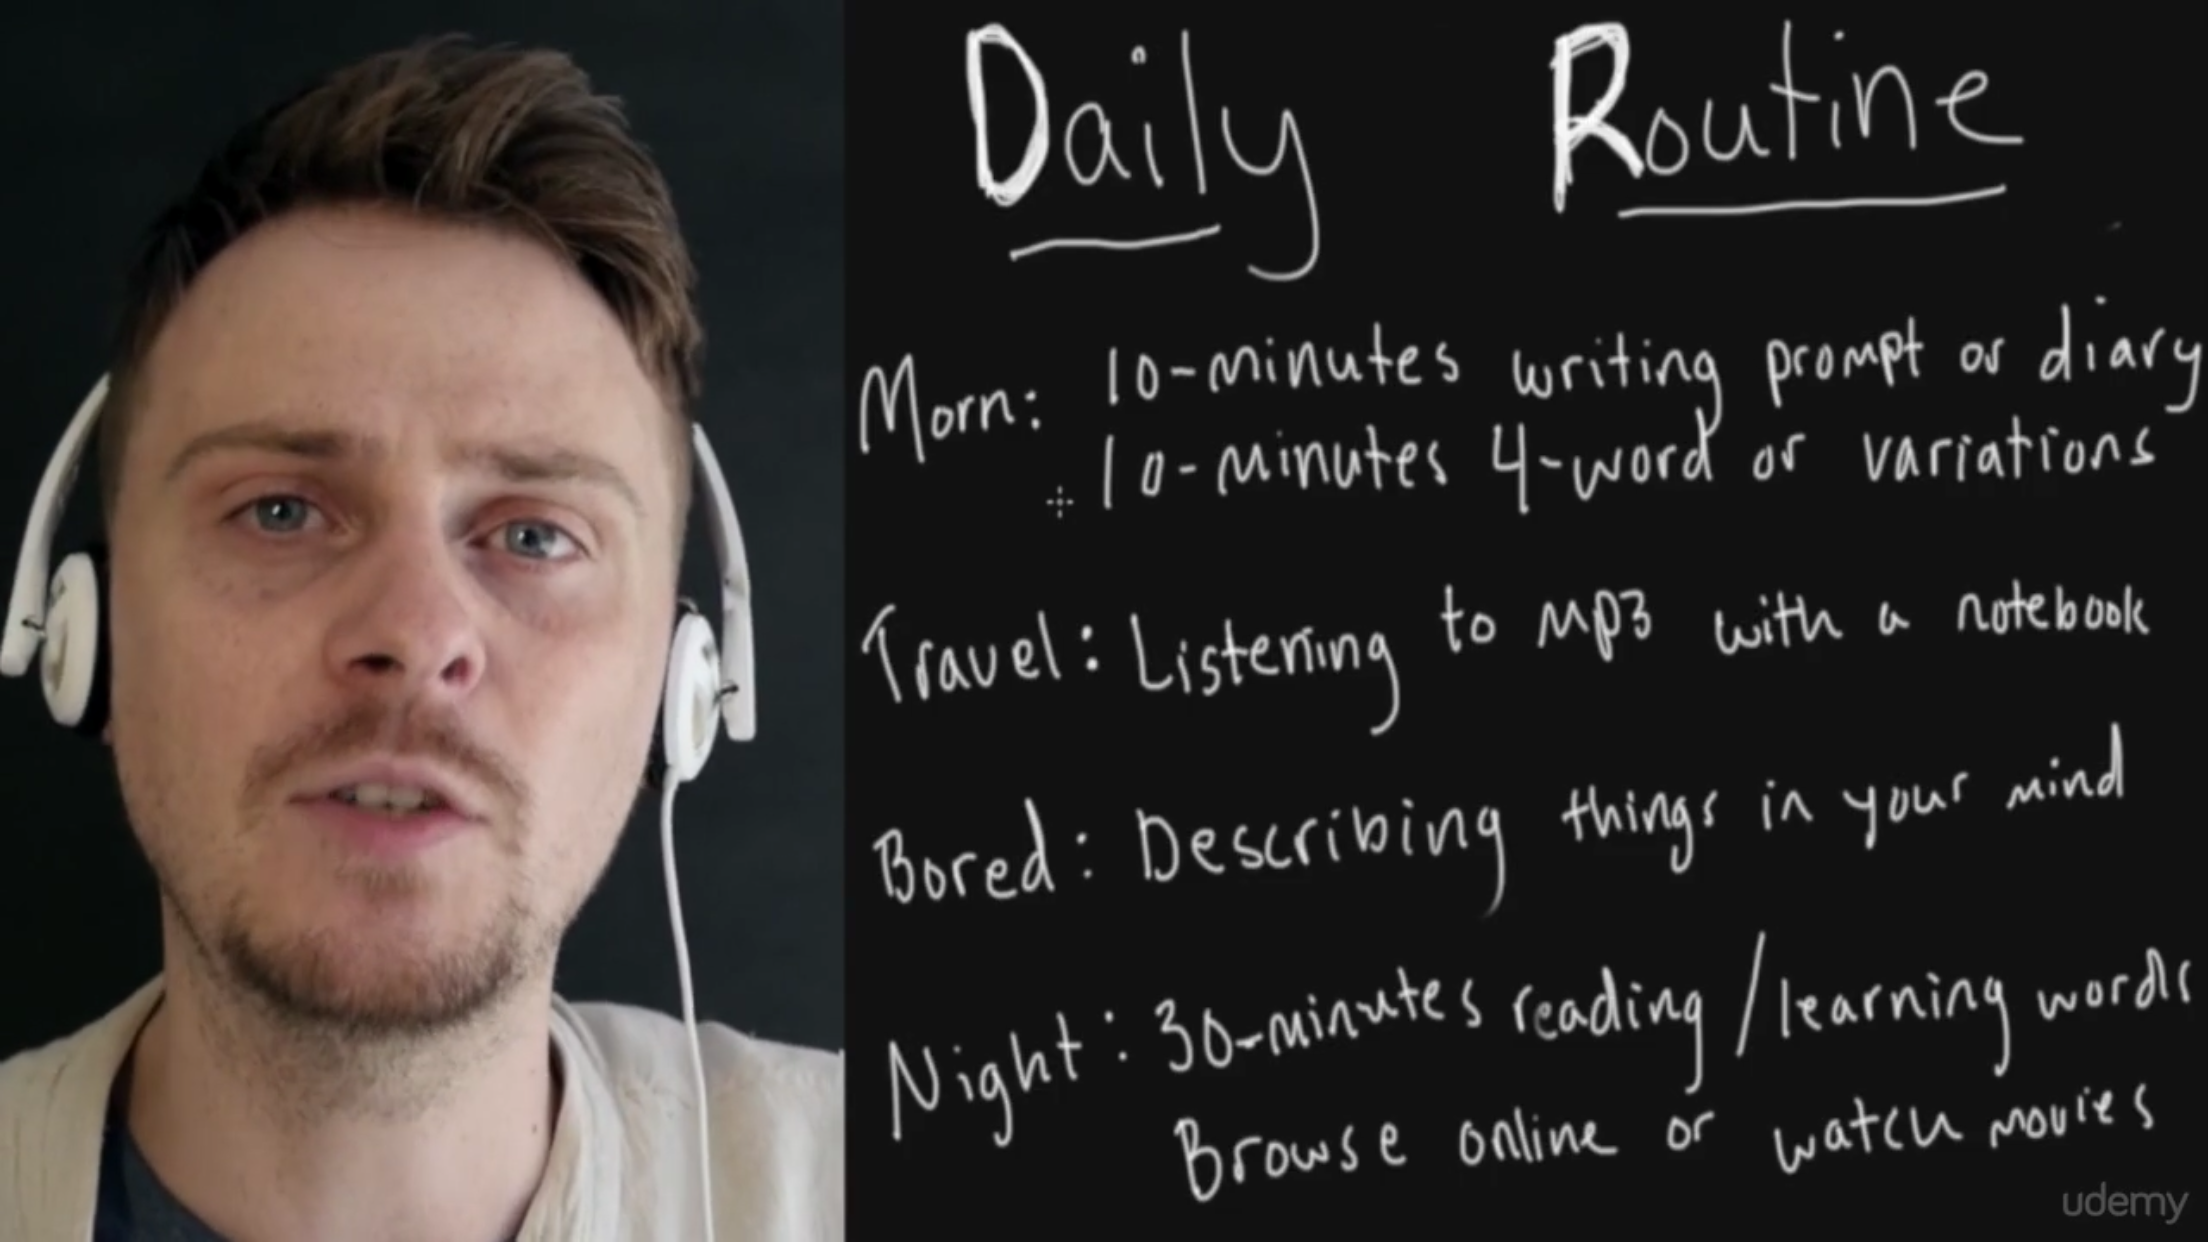 Daily Routine
Morn: 10-minutes writing prompt or diary
10-minutes 4-word or variations
Travel: Listening to mp3 with a notebook
Bored: Describing things in your mind
Night: 30-minutes reading/learning words
Browse online or watch movies
udemy